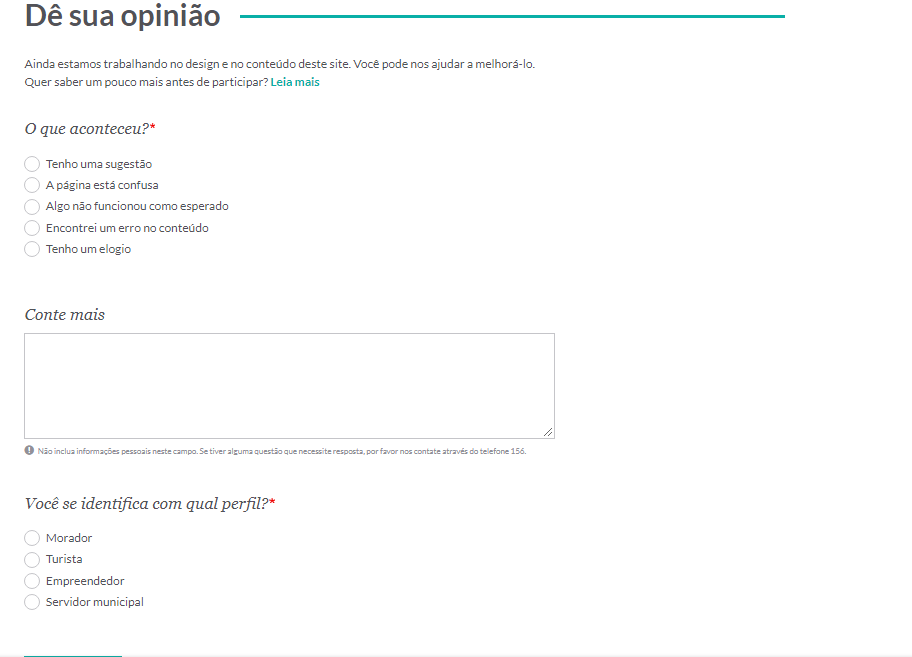 Dê sua opinião
Ainda estamos trabalhando no design e no conteúdo deste site. Você pode nos ajudar a melhorá-lo.
Quer saber um pouco mais antes de participar? Leia mais
O que aconteceu?*
Tenho uma sugestão
A página está confusa
Algo não funcionou como esperado
Encontrei um erro no conteúdo
Tenho um elogio
Conte mais
Não inclua informações pessoais neste campo. Se tiver alguma questão que necessite resposta, por favor nos contate através do telefone 156.
Você se identifica com qual perfil?*
Morador
Turista
Empreendedor
Servidor municipal